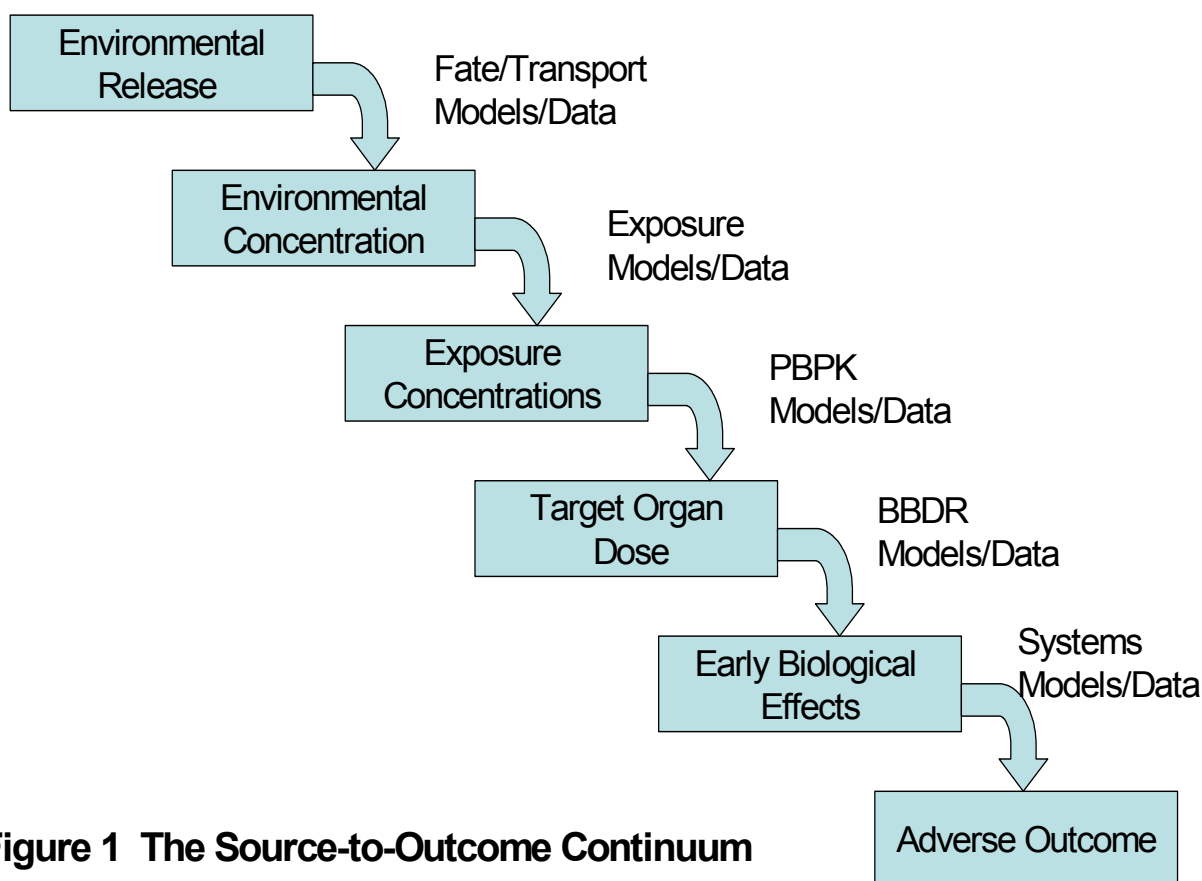 Environmental
Release
Fate/Transport
Models/Data
Environmental
Concentration
Exposure
Models/Data
Exposure
Concentrations
PBPK
Models/Data
Target Organ
Dose
BBDR
Models/Data
Early Biological
Effects
Systems
Models/Data
Adverse Outcome
Figure 1 The Source-to-Outcome Continuum